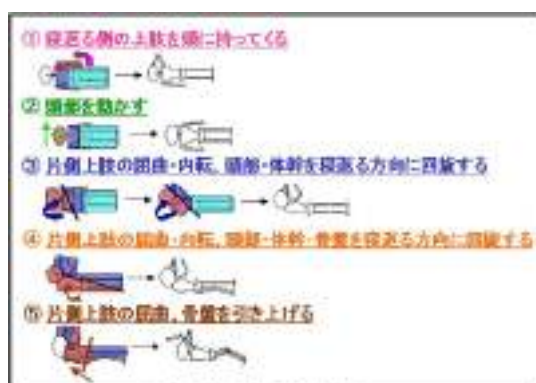 ① 寝返る側の上肢を頭に持ってくる
② 頭部を動かす
③ 片側上肢の屈曲・内転、頭部・体幹を寝返る方向に回旋する
④ 片側上肢の屈曲・内転、頭部・体幹・骨盤を寝返る方向に回旋する
⑤ 片側上肢の屈曲、骨盤を引き上げる